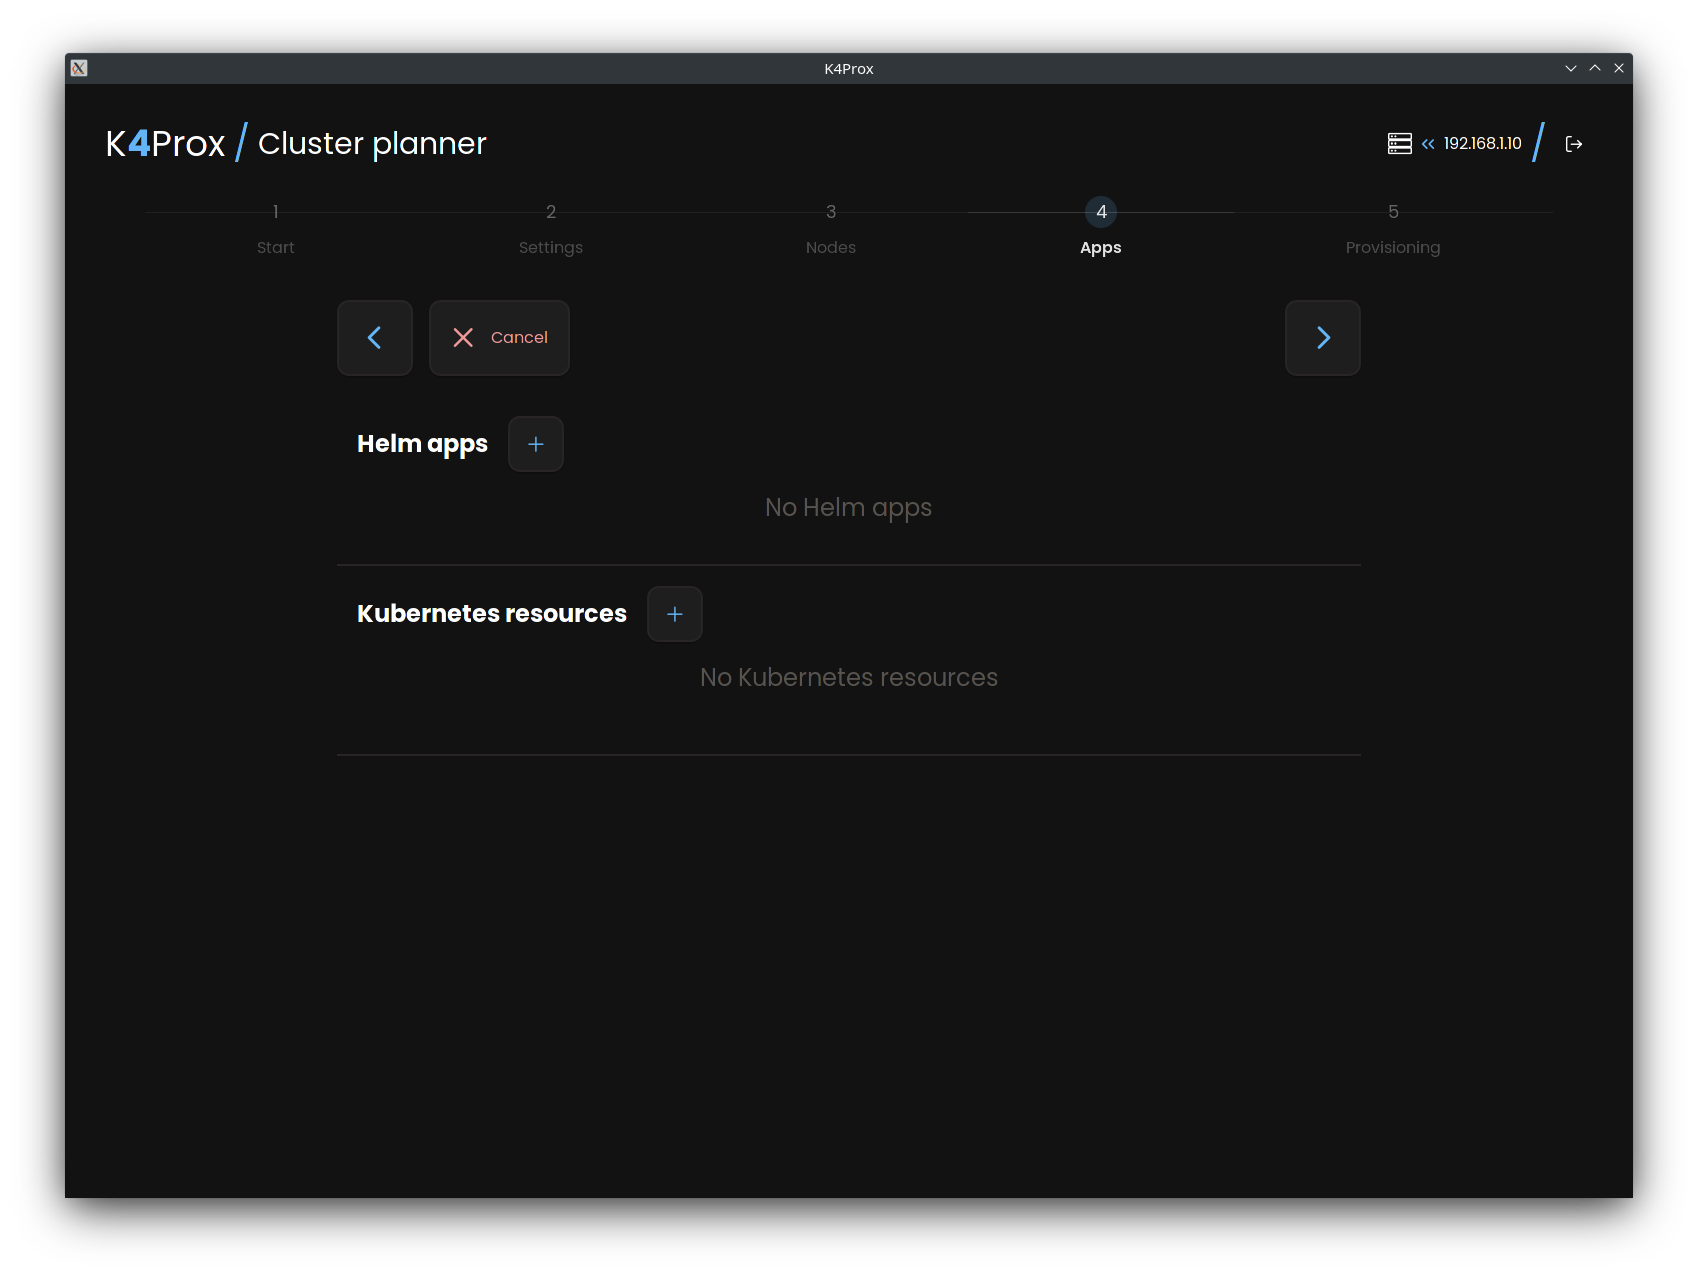 K4Prox
K4Prox / Cluster planner
192.168.1.10 /
1 2 3 4 5
Start Settings Nodes Apps Provisioning
Cancel
Helm apps
No Helm apps
Kubernetes resources
No Kubernetes resources